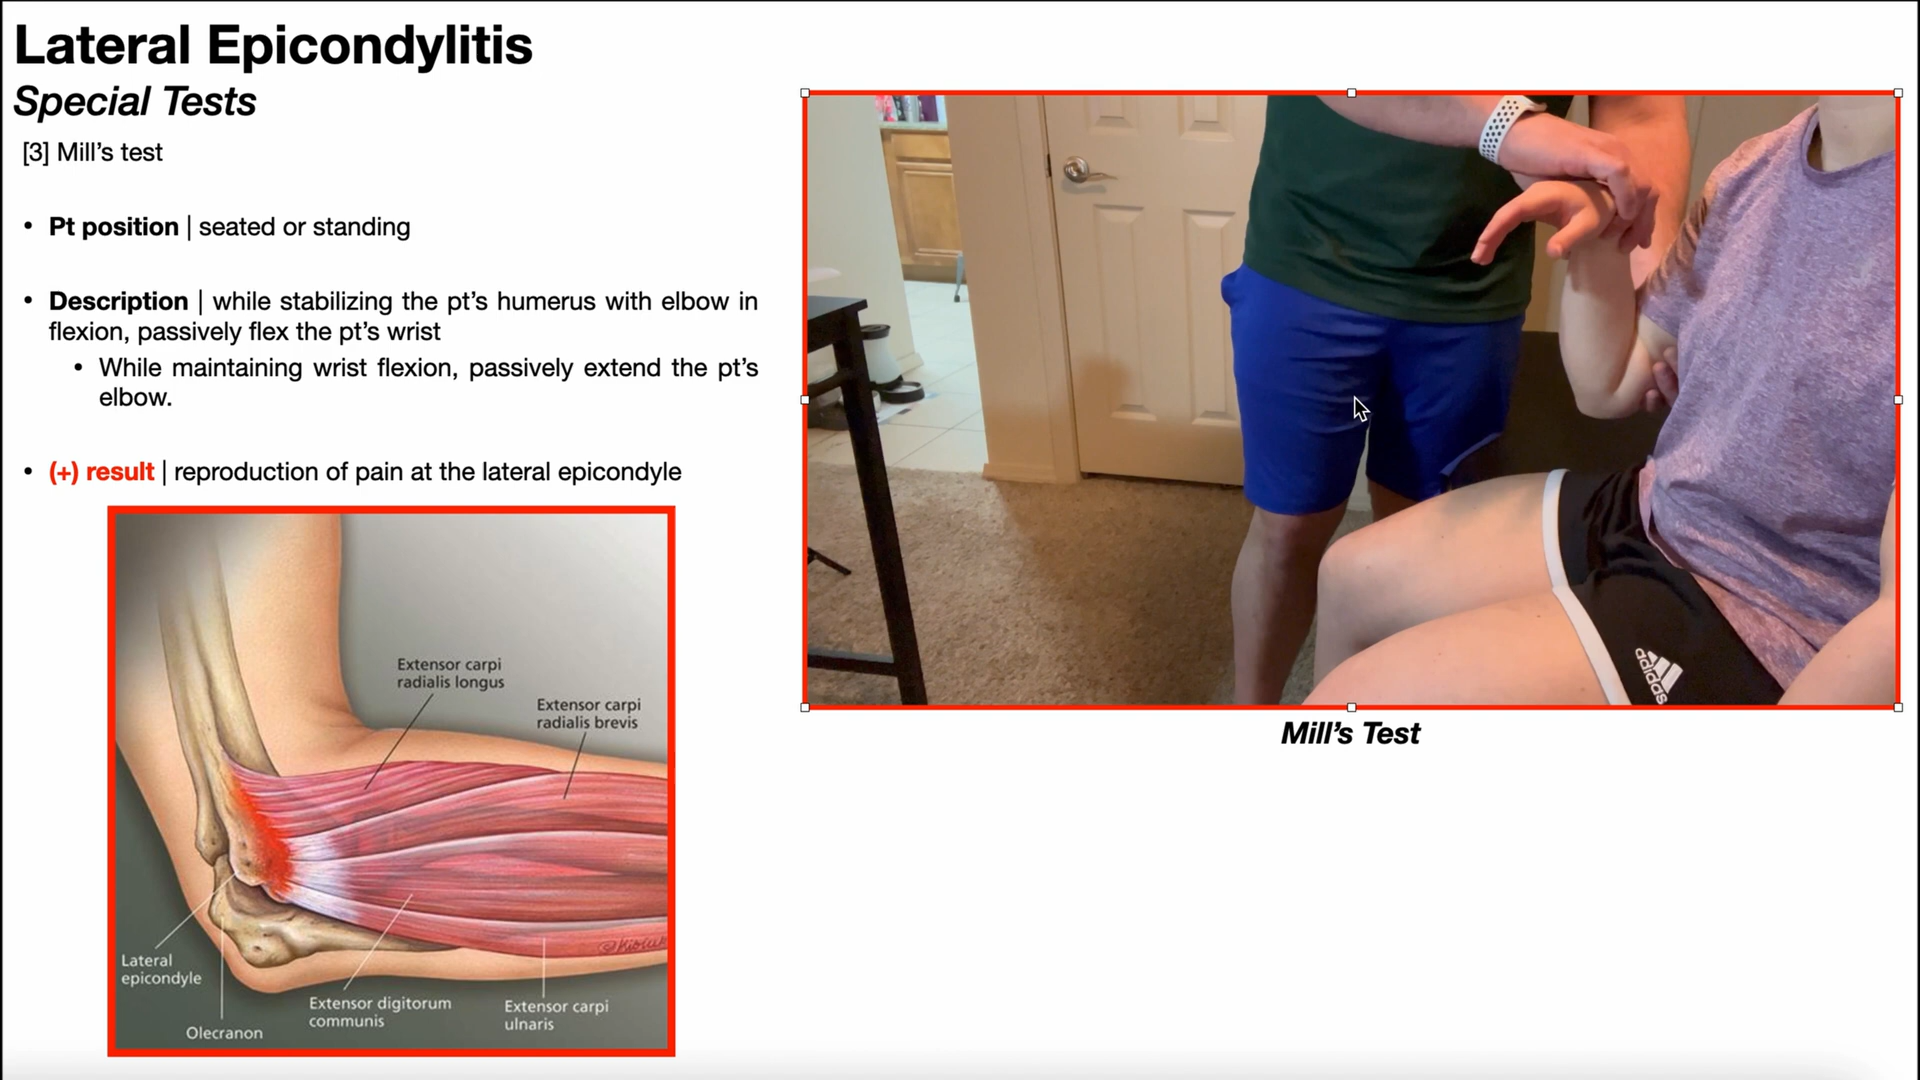 Lateral Epicondylitis
Special Tests
[3] Mill's test
• Pt position | seated or standing
• Description | while stabilizing the pt's humerus with elbow in
flexion, passively flex the pt's wrist
• While maintaining wrist flexion, passively extend the pt's
elbow.
• (+) result | reproduction of pain at the lateral epicondyle
Extensor carpi
radialis longus
Extensor carpi
radialis brevis
Lateral
epicondyle
Olecranon
Extensor digitorum
communis
Extensor carpi
ulnaris
adidas
Mill's Test